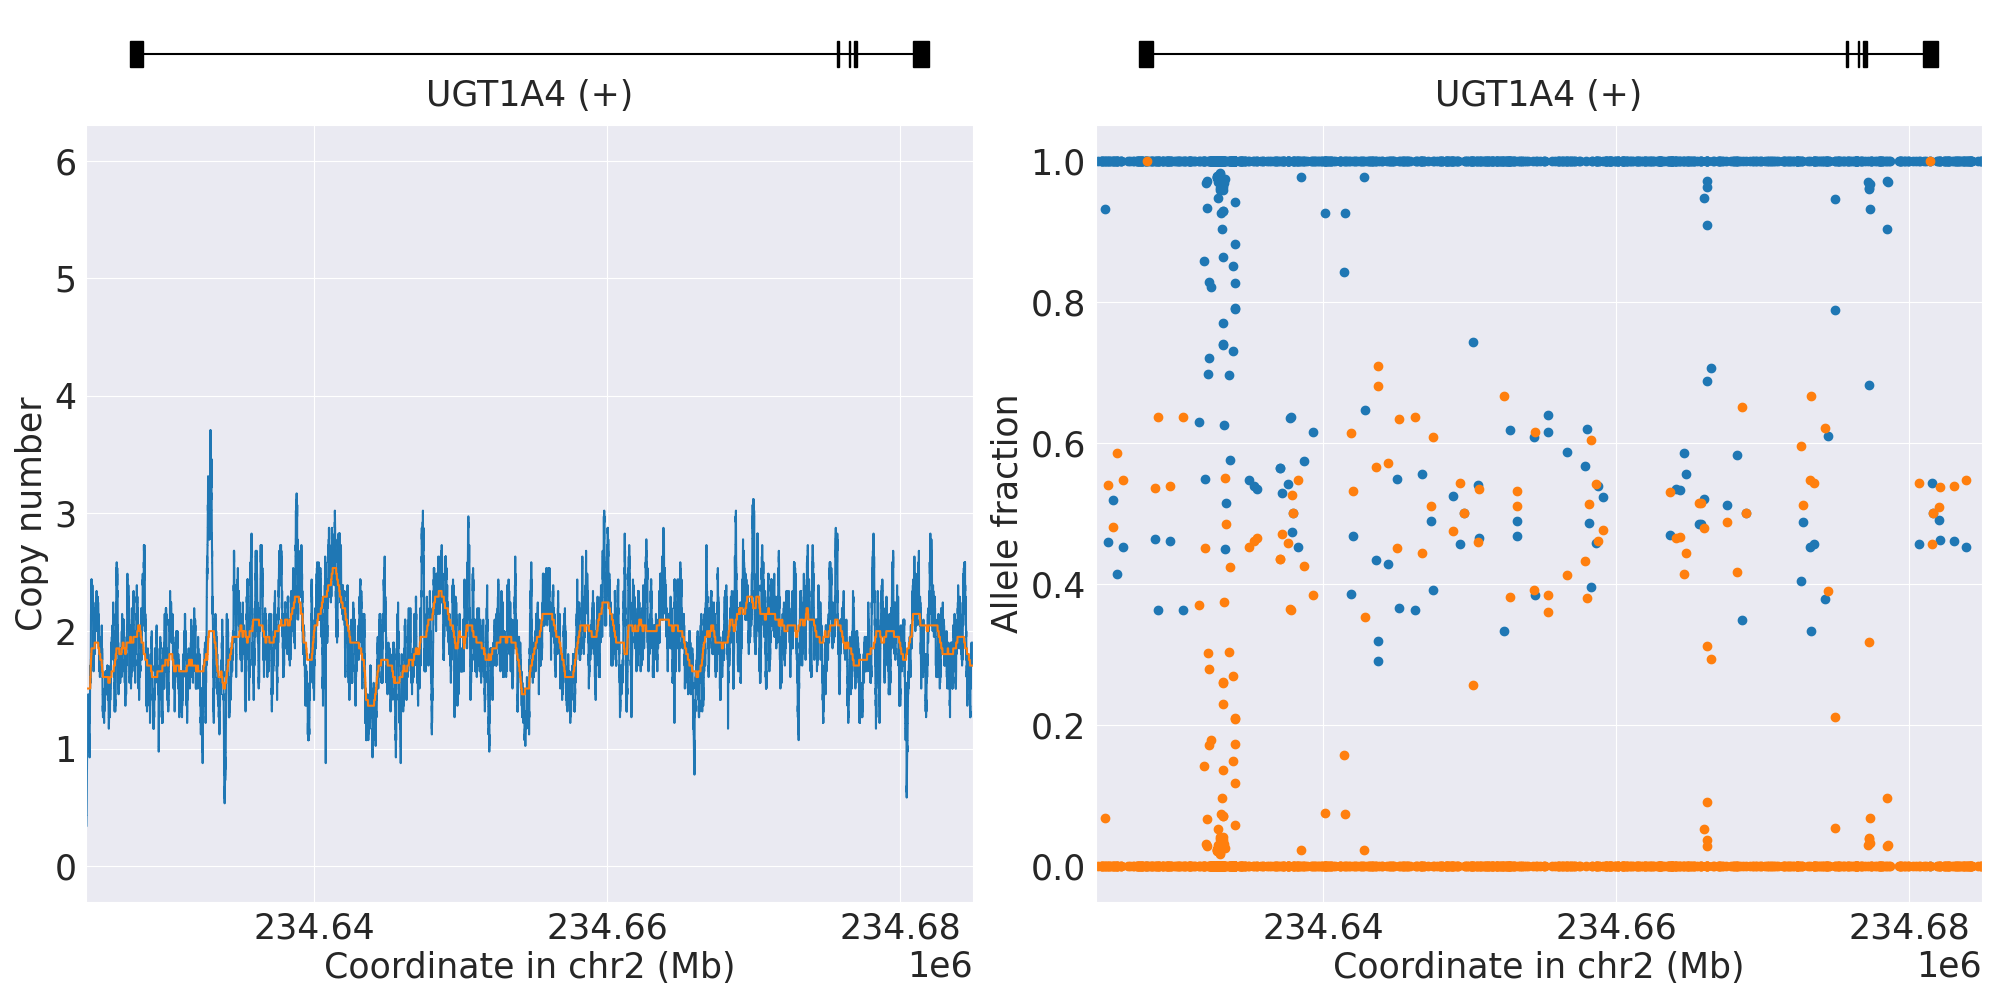 UGT1A4 (+)
UGT1A4 (+)
Copy number
6
5
4
3
2
1
0
234.64
234.66
234.68
Coordinate in chr2 (Mb)
1e6
Allele fraction
1.0
0.8
0.6
0.4
0.2
0.0
234.64
234.66
234.68
Coordinate in chr2 (Mb)
1e6